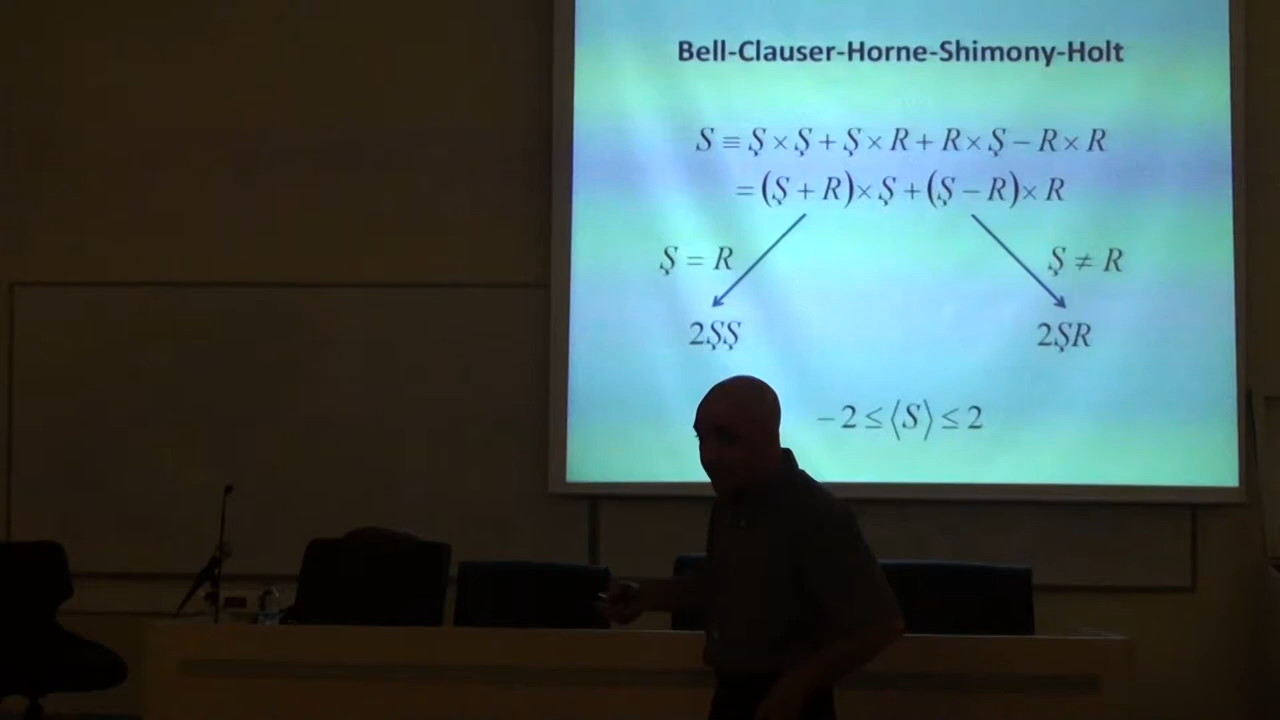 Bell-Clauser-Horne-Shimony-Holt
S ≡ Ş × Ş + Ş × R + R × Ş − R × R
= (Ş + R) × Ş + (Ş − R) × R
Ş = R
Ş ≠ R
2ŞŞ
2ŞR
− 2 ≤ ⟨S⟩ ≤ 2